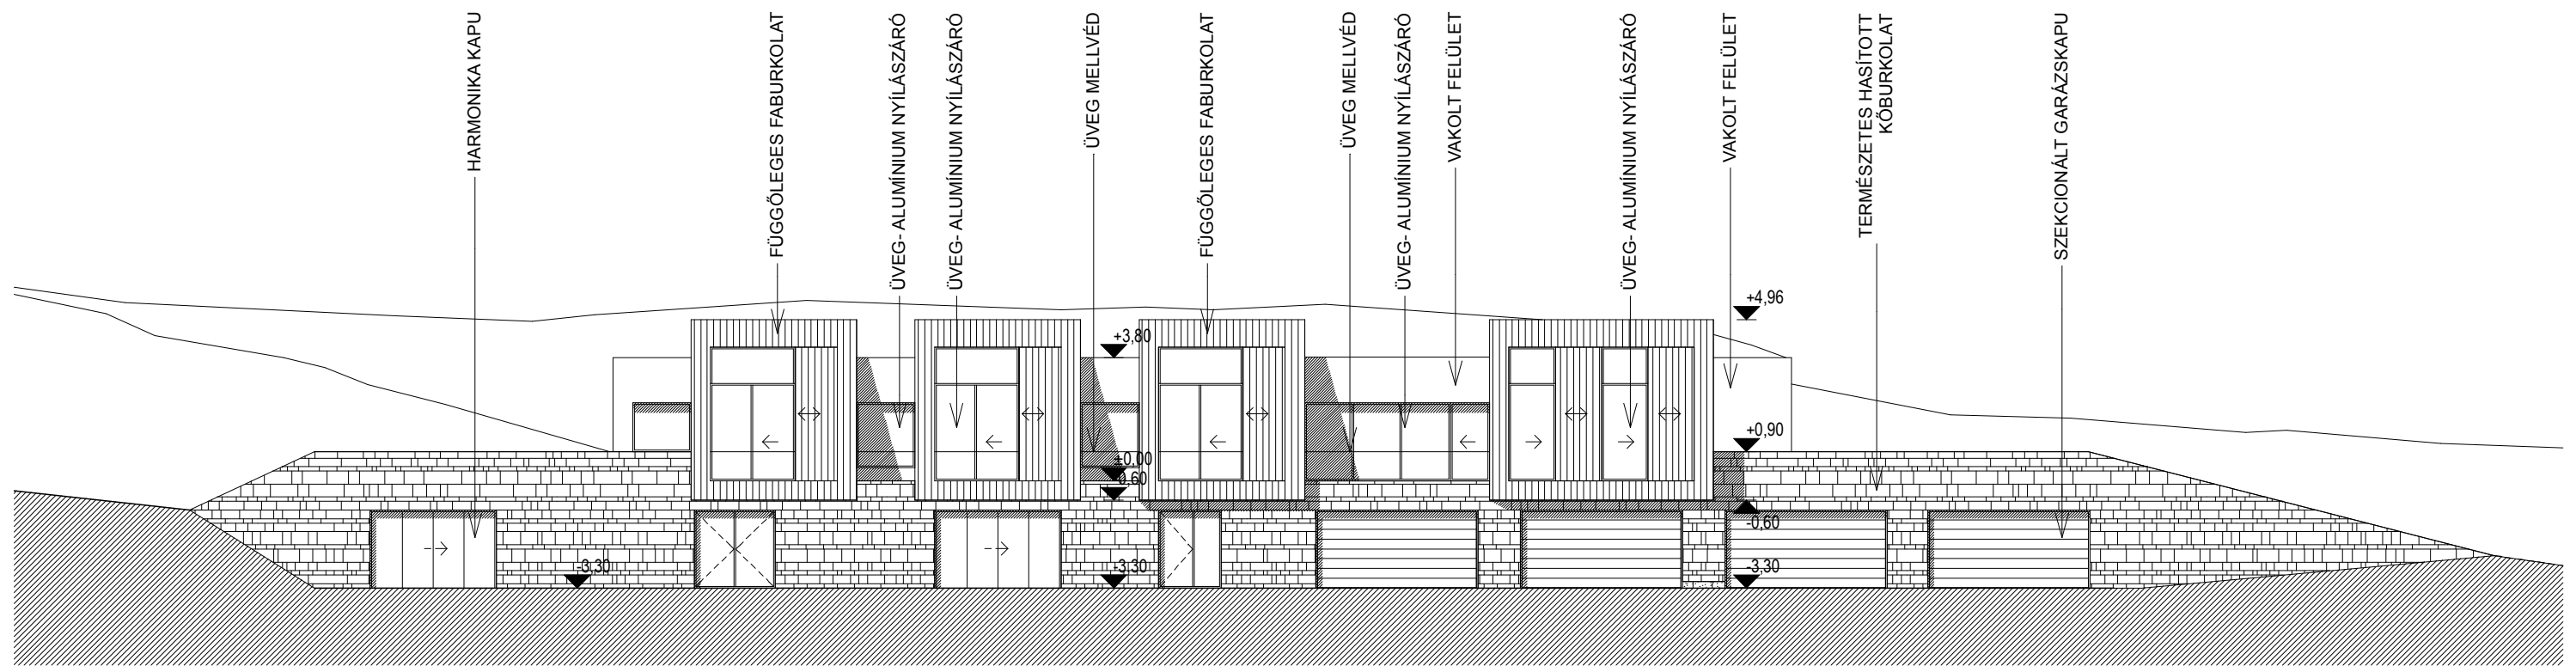 HARMONIKA KAPU
FÜGGŐLEGES FABURKOLAT
ÜVEG- ALUMÍNIUM NYÍLÁSZÁRÓ
ÜVEG- ALUMÍNIUM NYÍLÁSZÁRÓ
ÜVEG MELLVÉD
FÜGGŐLEGES FABURKOLAT
ÜVEG MELLVÉD
ÜVEG- ALUMÍNIUM NYÍLÁSZÁRÓ
VAKOLT FELÜLET
ÜVEG- ALUMÍNIUM NYÍLÁSZÁRÓ
VAKOLT FELÜLET
TERMÉSZETES HASÍTOTT
KŐBURKOLAT
SZEKCIONÁLT GARÁZSKAPU
+4,96
+3,80
+0,90
±0,00
-0,60
-0,60
-3,30
-3,30
-3,30